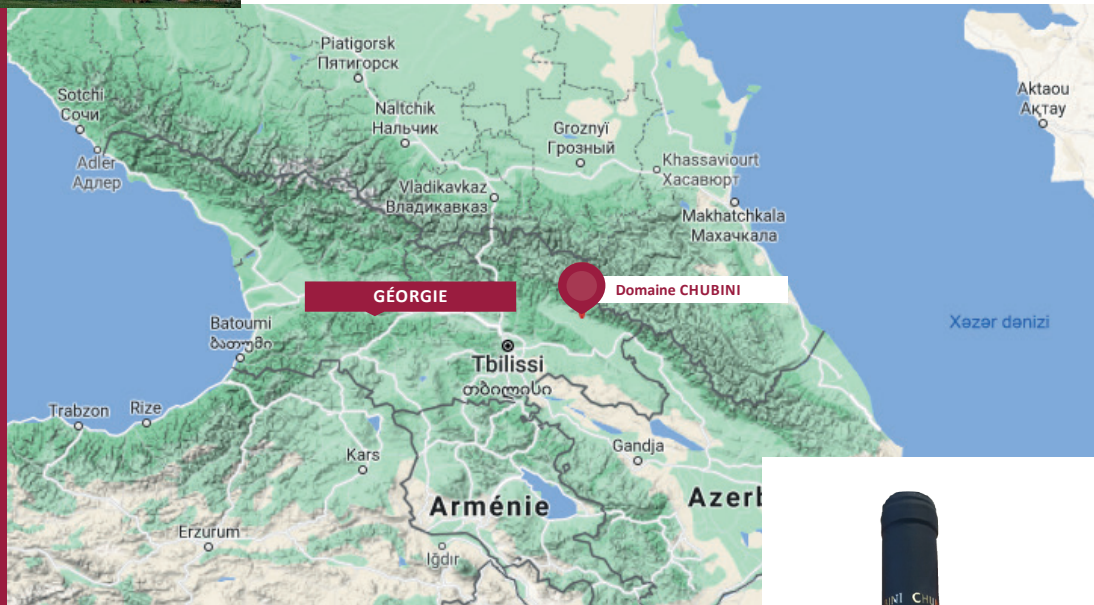 Piatigorsk
Пятигорск
Sotchi
Сочи
Naltchik
Нальчик
Groznyï
Грозный
Aktaou
Ақтау
Adler
Адлер
Khassaviourt
Хасавюрт
Vladikavkaz
Владикавказ
Makhatchkala
Махачкала
GÉORGIE
Domaine CHUBINI
Batoumi
ბათუმი
Xəzər dənizi
Tbilissi
თბილისი
Trabzon
Rize
Kars
Gandja
Arménie
Azerb
Erzurum
Iğdır